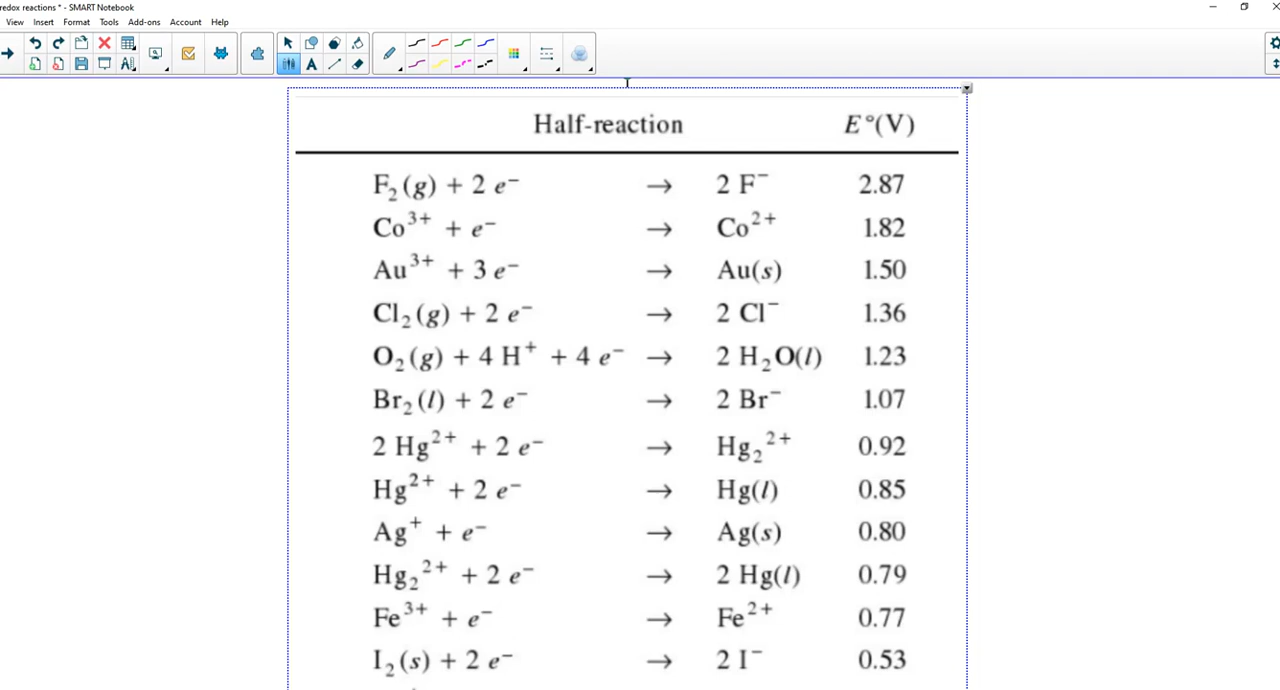 redox reactions * - SMART Notebook
View Insert Format Tools Add-ons Account Help
Half-reaction E°(V)
F₂(g) + 2 e⁻ → 2 F⁻ 2.87
Co³⁺ + e⁻ → Co²⁺ 1.82
Au³⁺ + 3 e⁻ → Au(s) 1.50
Cl₂(g) + 2 e⁻ → 2 Cl⁻ 1.36
O₂(g) + 4 H⁺ + 4 e⁻ → 2 H₂O(l) 1.23
Br₂(l) + 2 e⁻ → 2 Br⁻ 1.07
2 Hg²⁺ + 2 e⁻ → Hg₂²⁺ 0.92
Hg²⁺ + 2 e⁻ → Hg(l) 0.85
Ag⁺ + e⁻ → Ag(s) 0.80
Hg₂²⁺ + 2 e⁻ → 2 Hg(l) 0.79
Fe³⁺ + e⁻ → Fe²⁺ 0.77
I₂(s) + 2 e⁻ → 2 I⁻ 0.53